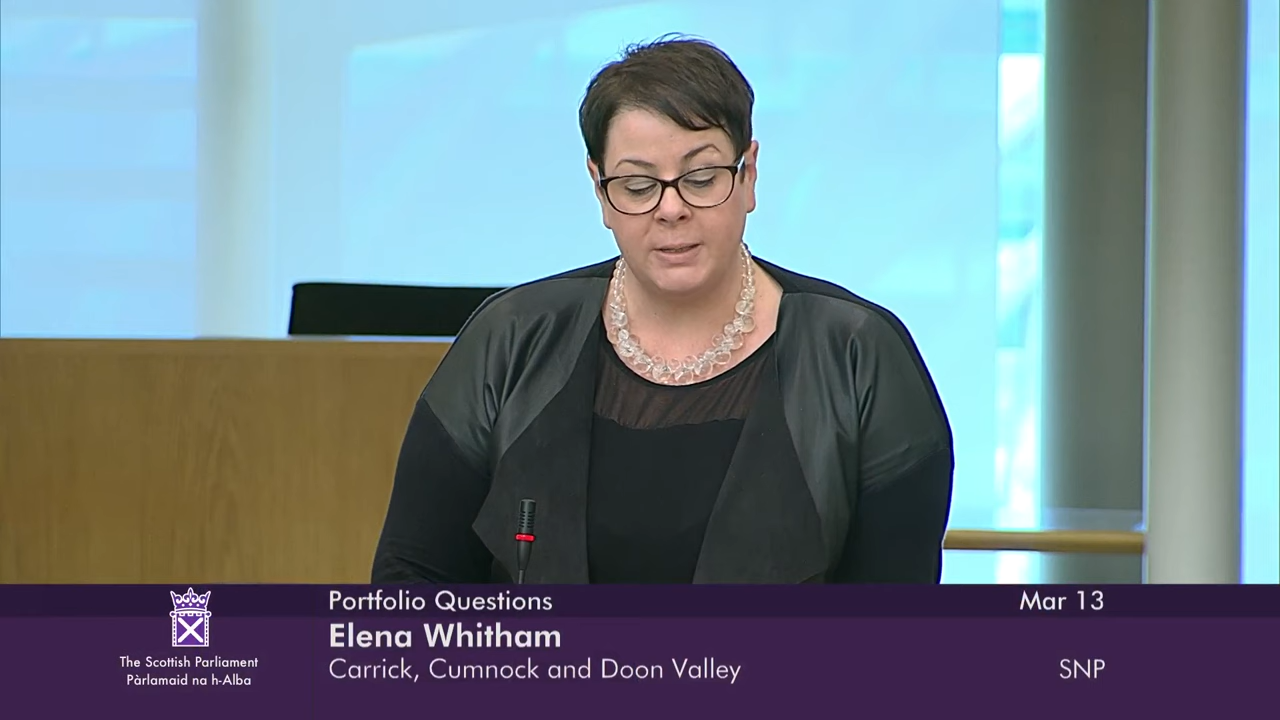 Portfolio Questions
Mar 13
Elena Whitham
Carrick, Cumnock and Doon Valley
SNP
The Scottish Parliament
Pàrlamaid na h-Alba